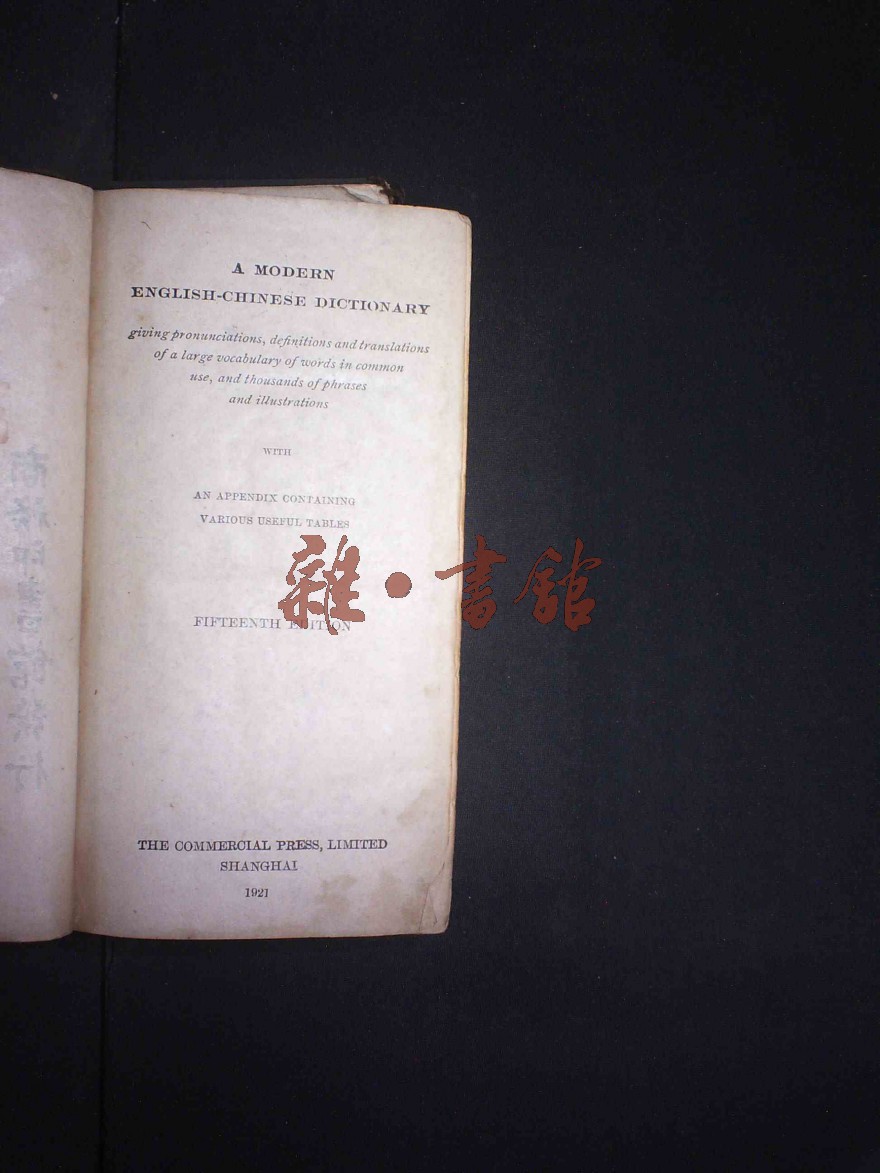 A MODERN
ENGLISH-CHINESE DICTIONARY
giving pronunciations, definitions and translations
of a large vocabulary of words in common
use, and thousands of phrases
and illustrations
WITH
AN APPENDIX CONTAINING
VARIOUS USEFUL TABLES
雜·書館
FIFTEENTH EDITION
THE COMMERCIAL PRESS, LIMITED
SHANGHAI
1921